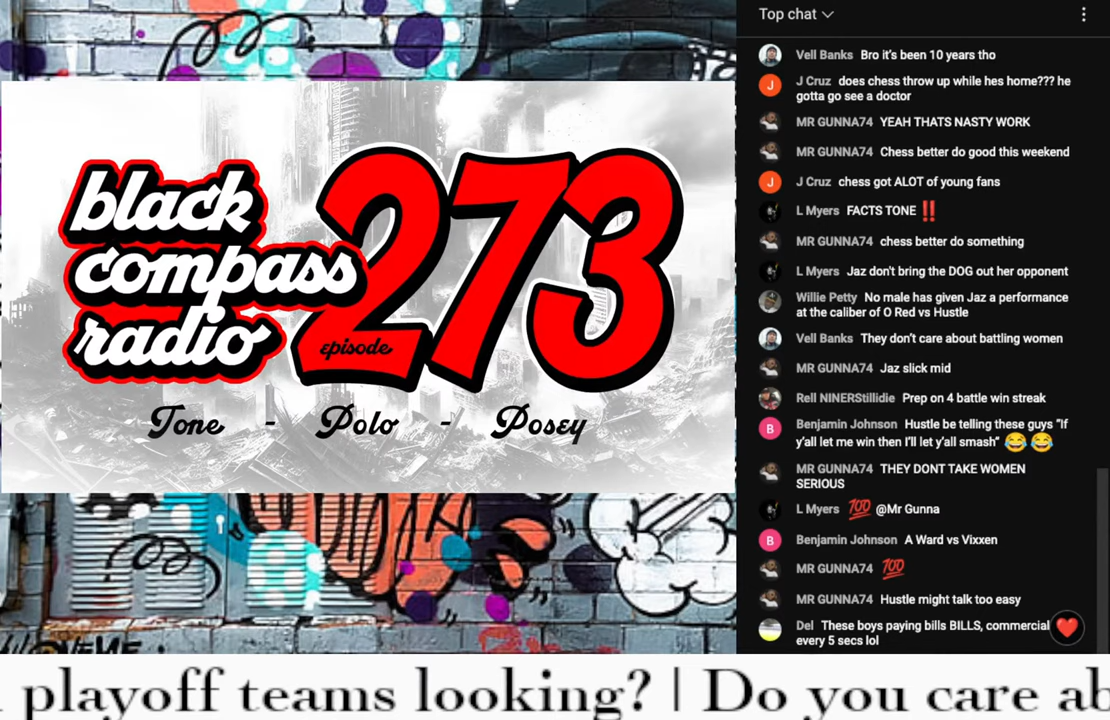 Top chat
Vell Banks Bro it's been 10 years tho
J Cruz does chess throw up while hes home??? he
gotta go see a doctor
MR GUNNA74 YEAH THATS NASTY WORK
MR GUNNA74 Chess better do good this weekend
J Cruz chess got ALOT of young fans
L Myers FACTS TONE ‼️
MR GUNNA74 chess better do something
L Myers Jaz don't bring the DOG out her opponent
Willie Petty No male has given Jaz a performance
at the caliber of O Red vs Hustle
Vell Banks They don't care about battling women
MR GUNNA74 Jaz slick mid
Rell NINERStillidie Prep on 4 battle win streak
Benjamin Johnson Hustle be telling these guys "If
y'all let me win then I'll let y'all smash" 😂 😂
MR GUNNA74 THEY DONT TAKE WOMEN
SERIOUS
L Myers 💯 @Mr Gunna
Benjamin Johnson A Ward vs Vixxen
MR GUNNA74 💯
MR GUNNA74 Hustle might talk too easy
Del These boys paying bills BILLS, commercial
every 5 secs lol
black
compass
radio
273
episode
Tone - Polo - Posey
playoff teams looking? | Do you care ab